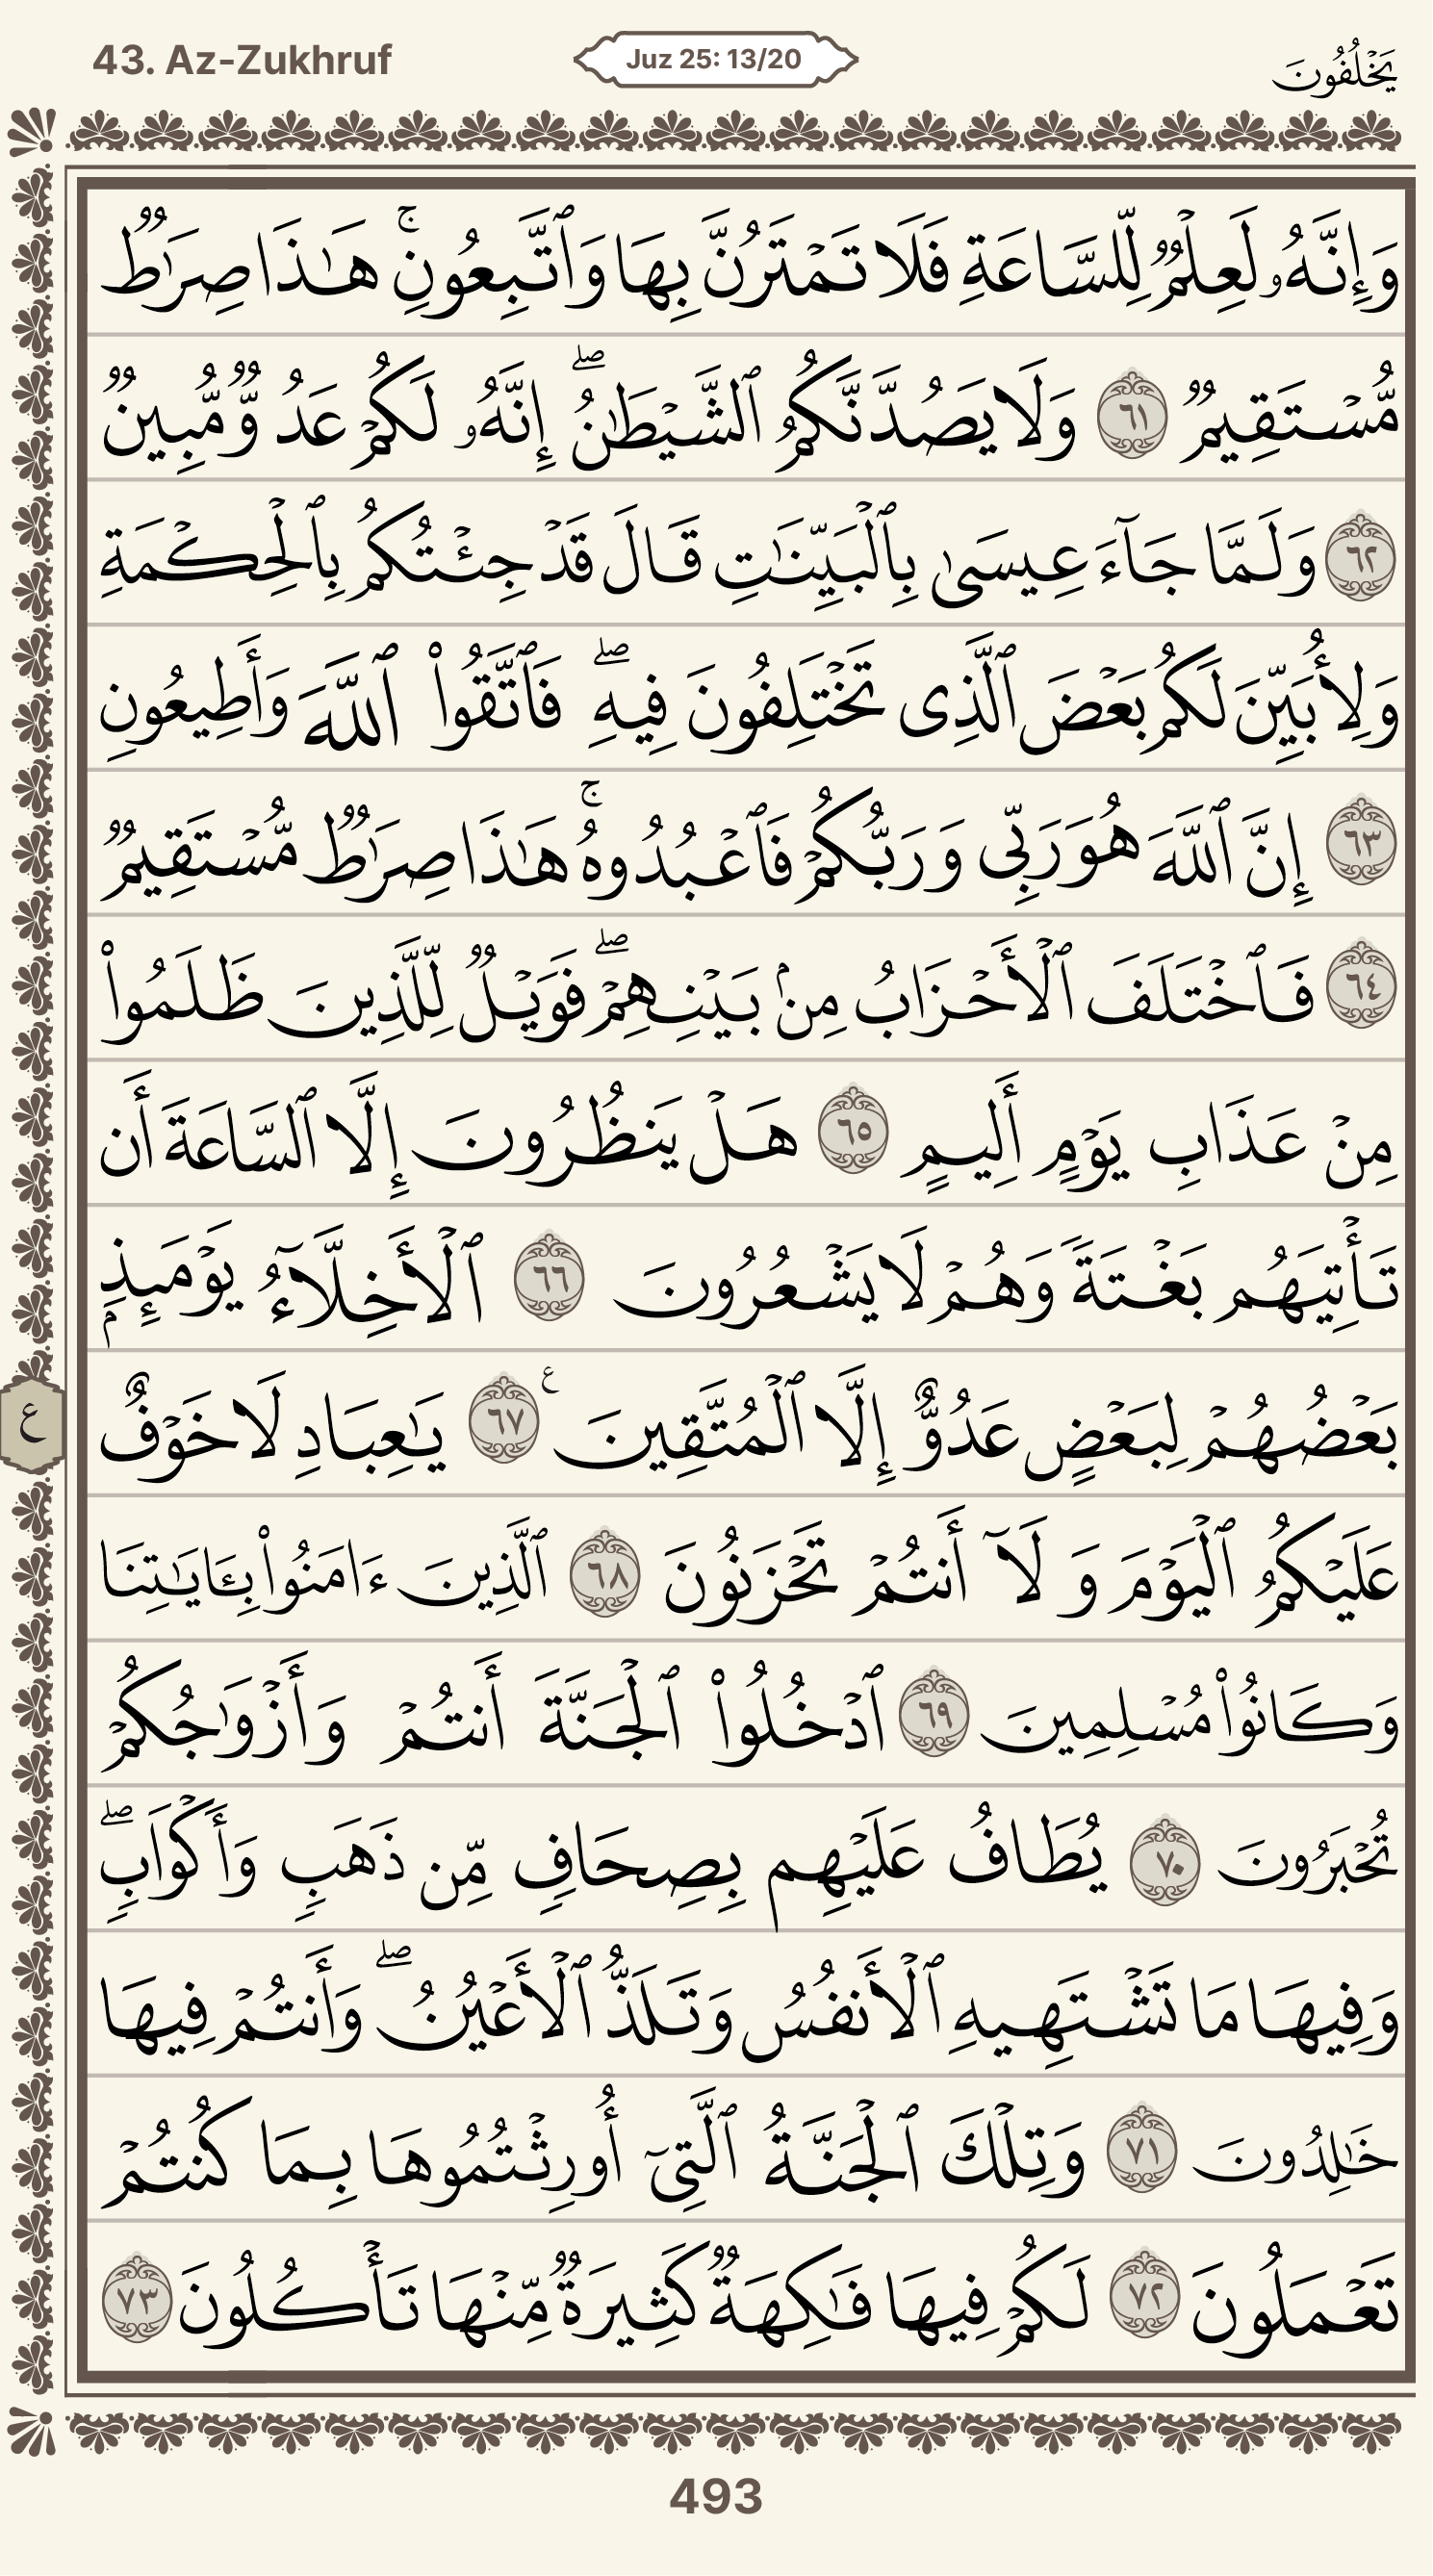 43. Az-Zukhruf
Juz 25: 13/20
يَخْلُفُونَ
وَإِنَّهُۥ لَعِلْمٌ لِّلسَّاعَةِ فَلَا تَمْتَرُنَّ بِهَا وَٱتَّبِعُونِ ۚ هَـٰذَا صِرَٰطٌ
مُّسْتَقِيمٌ ٦١ وَلَا يَصُدَّنَّكُمُ ٱلشَّيْطَـٰنُ ۖ إِنَّهُۥ لَكُمْ عَدُوٌّ مُّبِينٌ
٦٢ وَلَمَّا جَآءَ عِيسَىٰ بِٱلْبَيِّنَـٰتِ قَالَ قَدْ جِئْتُكُم بِٱلْحِكْمَةِ
وَلِأُبَيِّنَ لَكُم بَعْضَ ٱلَّذِى تَخْتَلِفُونَ فِيهِ ۖ فَٱتَّقُوا۟ ٱللَّهَ وَأَطِيعُونِ
٦٣ إِنَّ ٱللَّهَ هُوَ رَبِّى وَرَبُّكُمْ فَٱعْبُدُوهُ ۚ هَـٰذَا صِرَٰطٌ مُّسْتَقِيمٌ
٦٤ فَٱخْتَلَفَ ٱلْأَحْزَابُ مِنۢ بَيْنِهِمْ ۖ فَوَيْلٌ لِّلَّذِينَ ظَلَمُوا۟
مِنْ عَذَابِ يَوْمٍ أَلِيمٍ ٦٥ هَلْ يَنظُرُونَ إِلَّا ٱلسَّاعَةَ أَن
تَأْتِيَهُم بَغْتَةً وَهُمْ لَا يَشْعُرُونَ ٦٦ ٱلْأَخِلَّآءُ يَوْمَئِذٍۭ
بَعْضُهُمْ لِبَعْضٍ عَدُوٌّ إِلَّا ٱلْمُتَّقِينَ ٦٧ ع يَـٰعِبَادِ لَا خَوْفٌ
ع
عَلَيْكُمُ ٱلْيَوْمَ وَلَآ أَنتُمْ تَحْزَنُونَ ٦٨ ٱلَّذِينَ ءَامَنُوا۟ بِـَٔايَـٰتِنَا
وَكَانُوا۟ مُسْلِمِينَ ٦٩ ٱدْخُلُوا۟ ٱلْجَنَّةَ أَنتُمْ وَأَزْوَٰجُكُمْ
تُحْبَرُونَ ٧٠ يُطَافُ عَلَيْهِم بِصِحَافٍ مِّن ذَهَبٍ وَأَكْوَابٍ ۖ
وَفِيهَا مَا تَشْتَهِيهِ ٱلْأَنفُسُ وَتَلَذُّ ٱلْأَعْيُنُ ۖ وَأَنتُمْ فِيهَا
خَـٰلِدُونَ ٧١ وَتِلْكَ ٱلْجَنَّةُ ٱلَّتِىٓ أُورِثْتُمُوهَا بِمَا كُنتُمْ
تَعْمَلُونَ ٧٢ لَكُمْ فِيهَا فَـٰكِهَةٌ كَثِيرَةٌ مِّنْهَا تَأْكُلُونَ ٧٣
493